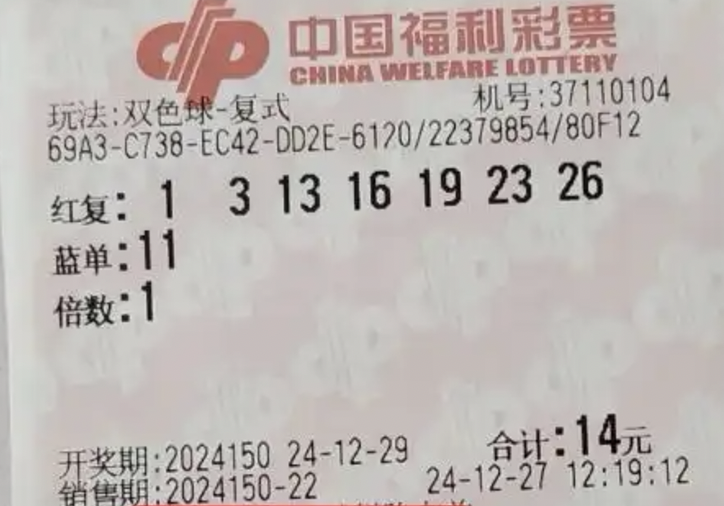 中国福利彩票
CHINA WELFARE LOTTERY
玩法:双色球-复式 机号:37110104
69A3-C738-EC42-DD2E-6120/22379854/80F12
红复: 1 3 13 16 19 23 26
蓝单:11
倍数:1
合计:14元
开奖期:2024150 24-12-29
销售期:2024150-22 24-12-27 12:19:12